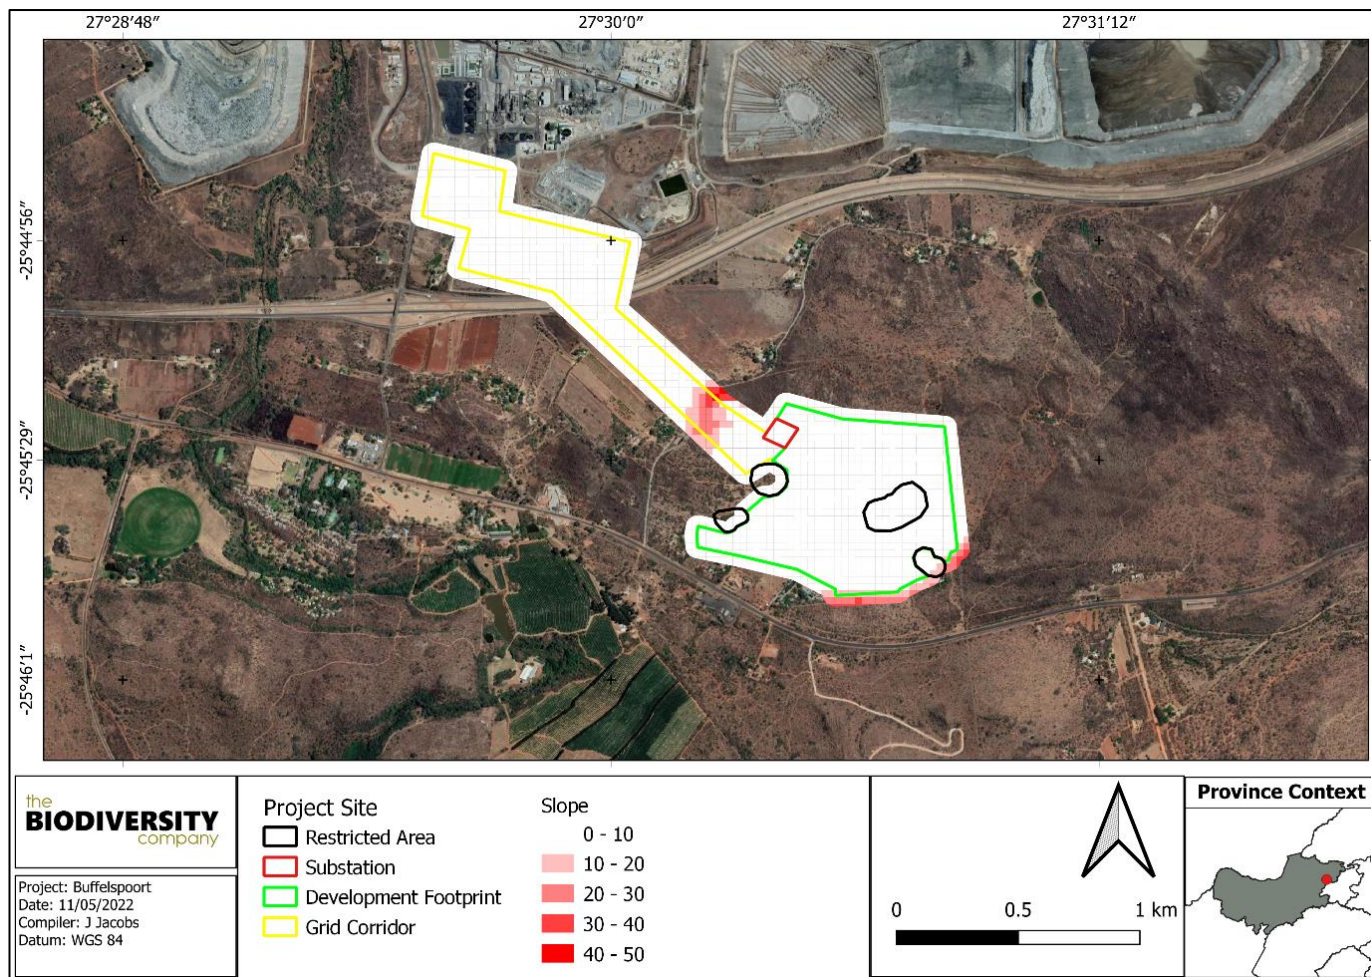 27°28′48″ 27°30′0″ 27°31′12″
-25°44′56″
-25°45′29″
-25°46′1″
the
BIODIVERSITY
company
Project: Buffelspoort
Date: 11/05/2022
Compiler: J Jacobs
Datum: WGS 84
Project Site
Restricted Area
Substation
Development Footprint
Grid Corridor
Slope
0 - 10
10 - 20
20 - 30
30 - 40
40 - 50
0 0.5 1 km
Province Context